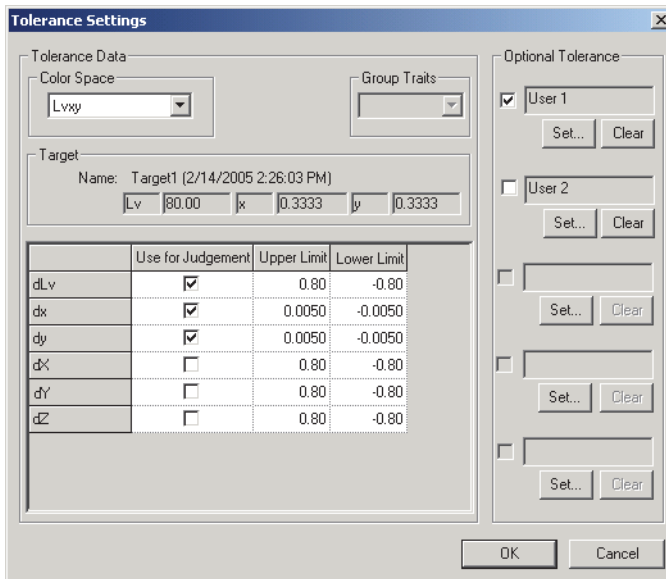 Tolerance Settings
Tolerance Data
Color Space
Lvxy
Group Traits
Target
Name: Target1 (2/14/2005 2:26:03 PM)
Lv 80.00 x 0.3333 y 0.3333
Use for Judgement Upper Limit Lower Limit
dLv 0.80 -0.80
dx 0.0050 -0.0050
dy 0.0050 -0.0050
dX 0.80 -0.80
dY 0.80 -0.80
dZ 0.80 -0.80
Optional Tolerance
User 1
Set... Clear
User 2
Set... Clear
Set... Clear
Set... Clear
Set... Clear
OK Cancel